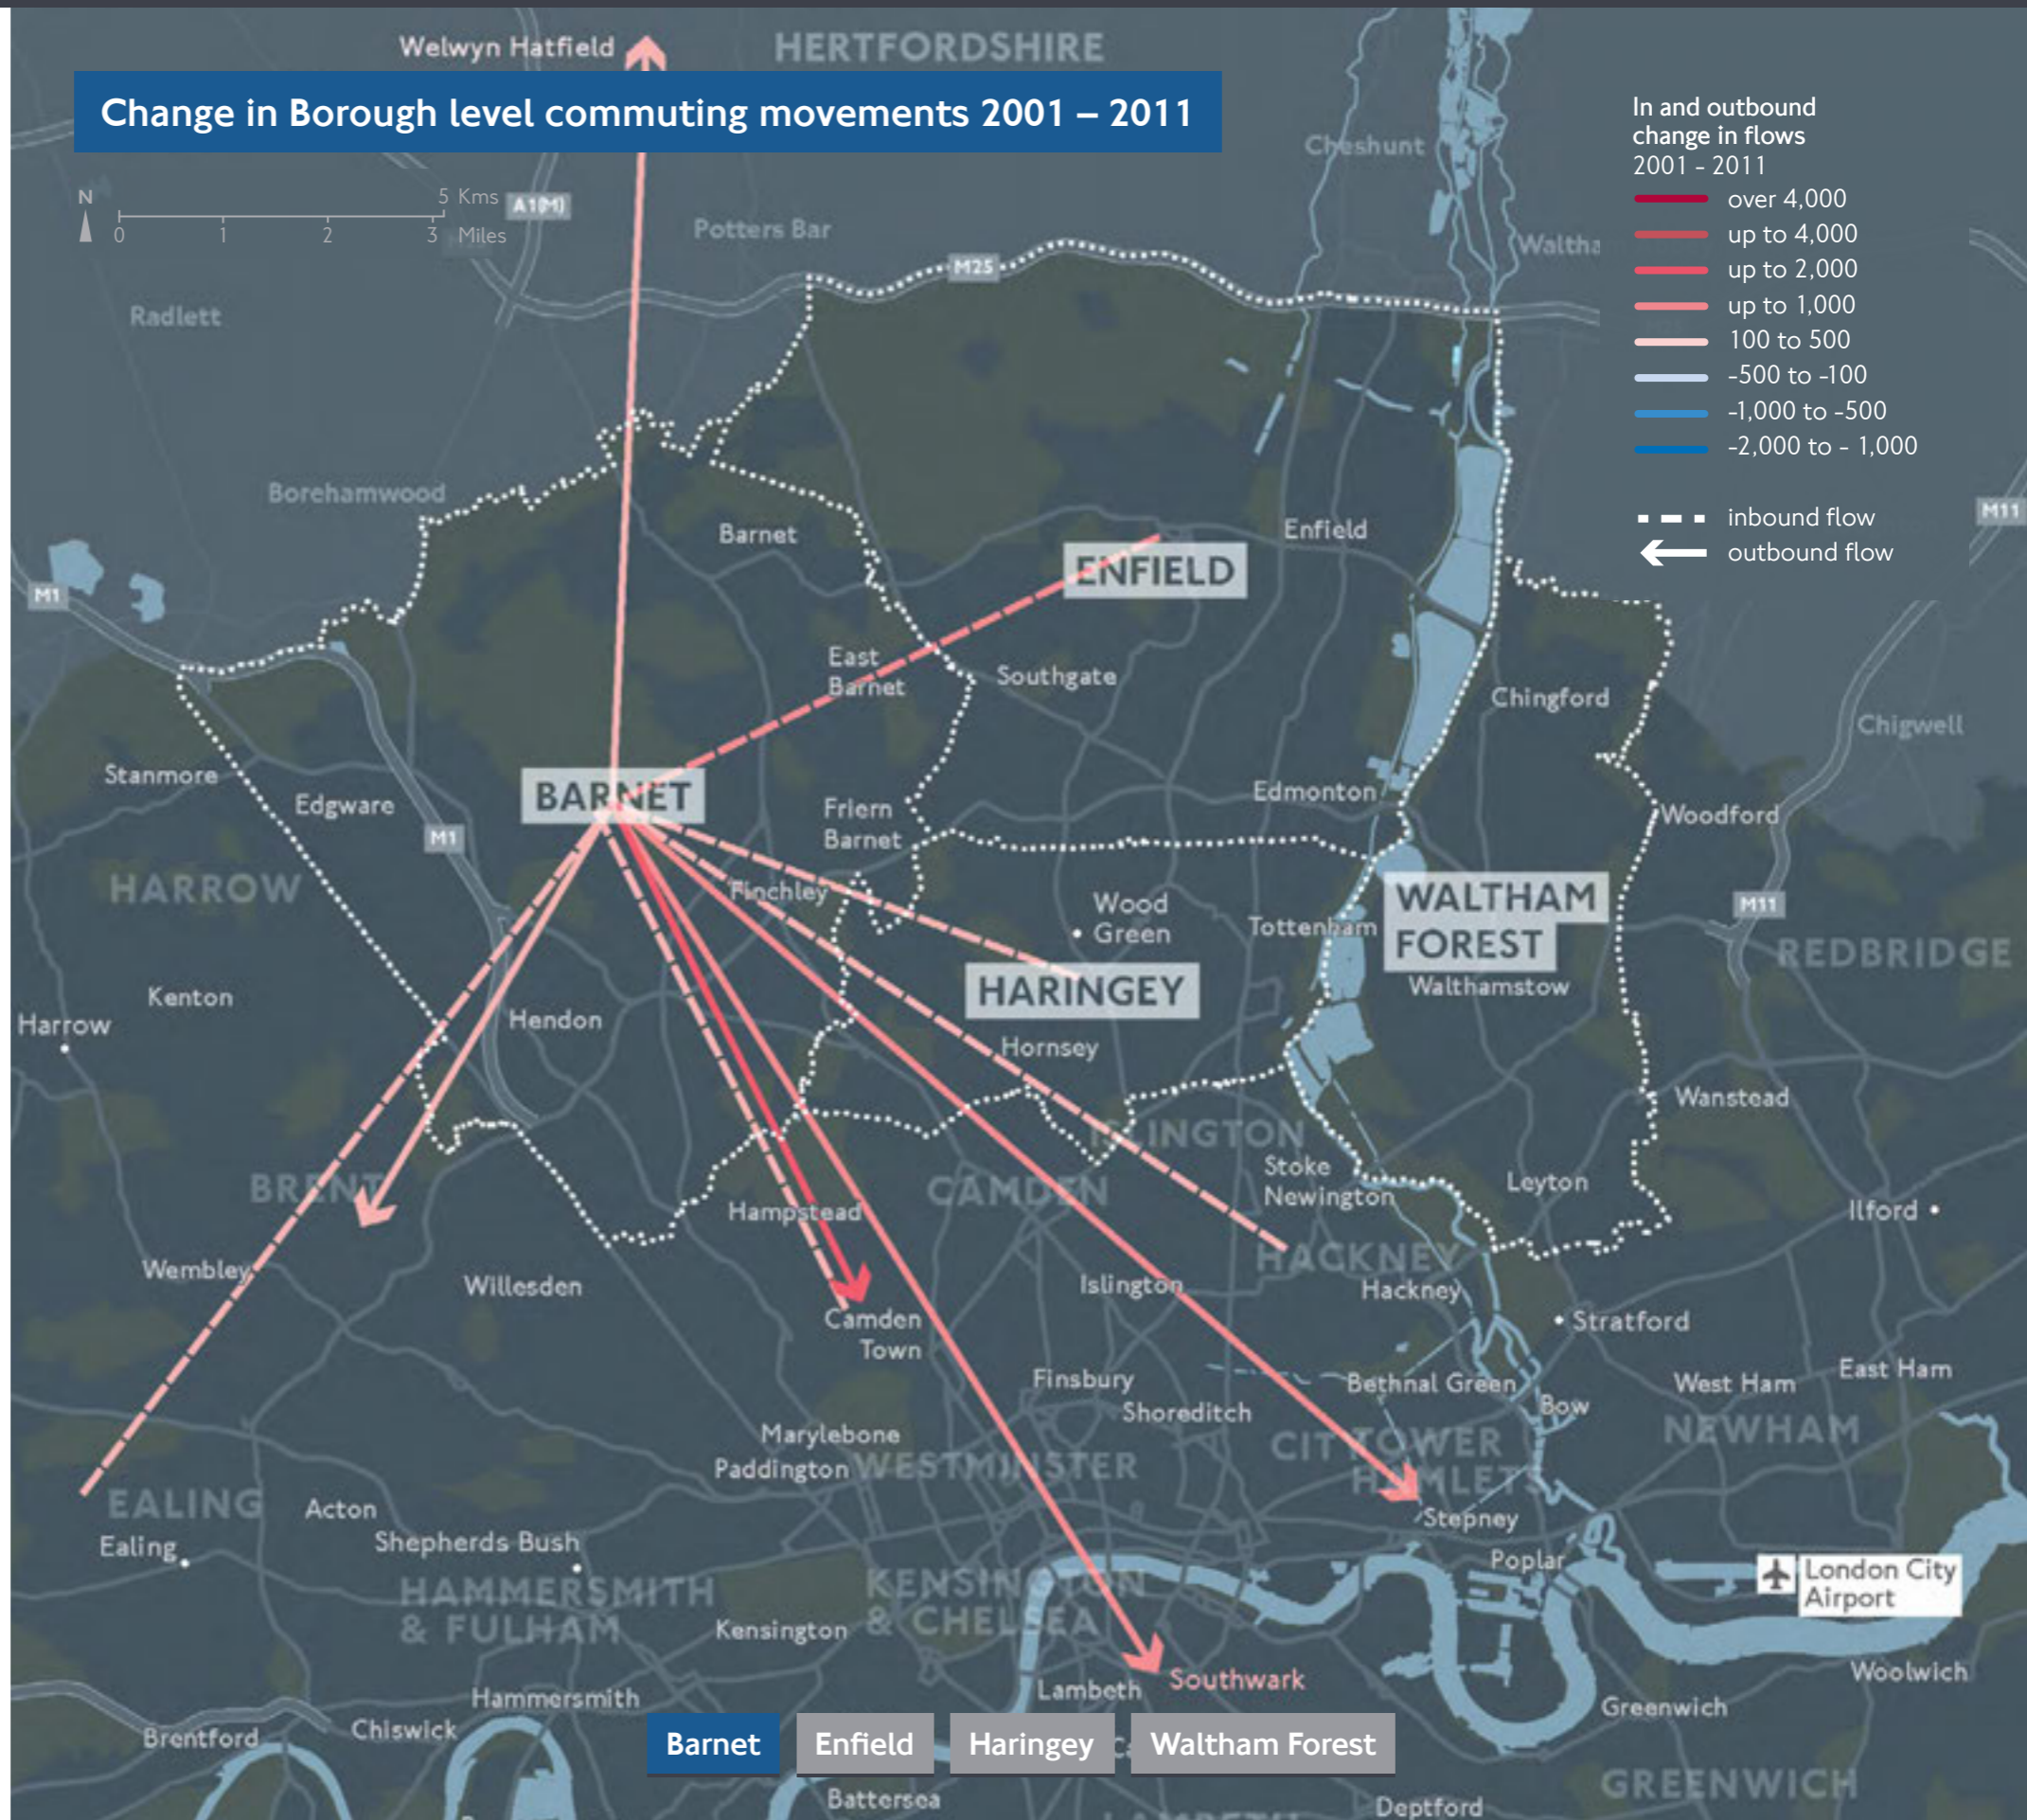 Welwyn Hatfield
HERTFORDSHIRE
Change in Borough level commuting movements 2001 – 2011
In and outbound
change in flows
2001 - 2011
over 4,000
up to 4,000
up to 2,000
up to 1,000
100 to 500
-500 to -100
-1,000 to -500
-2,000 to - 1,000
inbound flow
outbound flow
N
5 Kms
0 1 2 3 Miles
A1(M)
Cheshunt
Potters Bar
Waltha
M25
Radlett
Borehamwood
M11
Barnet
Enfield
ENFIELD
M1
East
Barnet
Southgate
Chingford
Chigwell
Stanmore
Edgware
BARNET
Friern
Barnet
Edmonton
Woodford
M1
HARROW
Finchley
Wood
Green
Tottenham
WALTHAM
FOREST
M11
REDBRIDGE
Kenton
HARINGEY
Walthamstow
Harrow
Hendon
Hornsey
Wanstead
ISLINGTON
BRENT
CAMDEN
Stoke
Newington
Leyton
Hampstead
Ilford
HACKNEY
Wembley
Willesden
Islington
Hackney
Camden
Town
Stratford
Finsbury
Bethnal Green
West Ham
East Ham
Shoreditch
Bow
Marylebone
NEWHAM
Paddington
WESTMINSTER
CIT
TOWER
HAMLETS
EALING
Acton
Stepney
Ealing
Shepherds Bush
Poplar
London City
Airport
HAMMERSMITH
& FULHAM
KENSINGTON
& CHELSEA
Kensington
Southwark
Lambeth
Woolwich
Hammersmith
Greenwich
Brentford
Chiswick
Barnet
Enfield
Haringey
Waltham Forest
Battersea
GREENWICH
Deptford